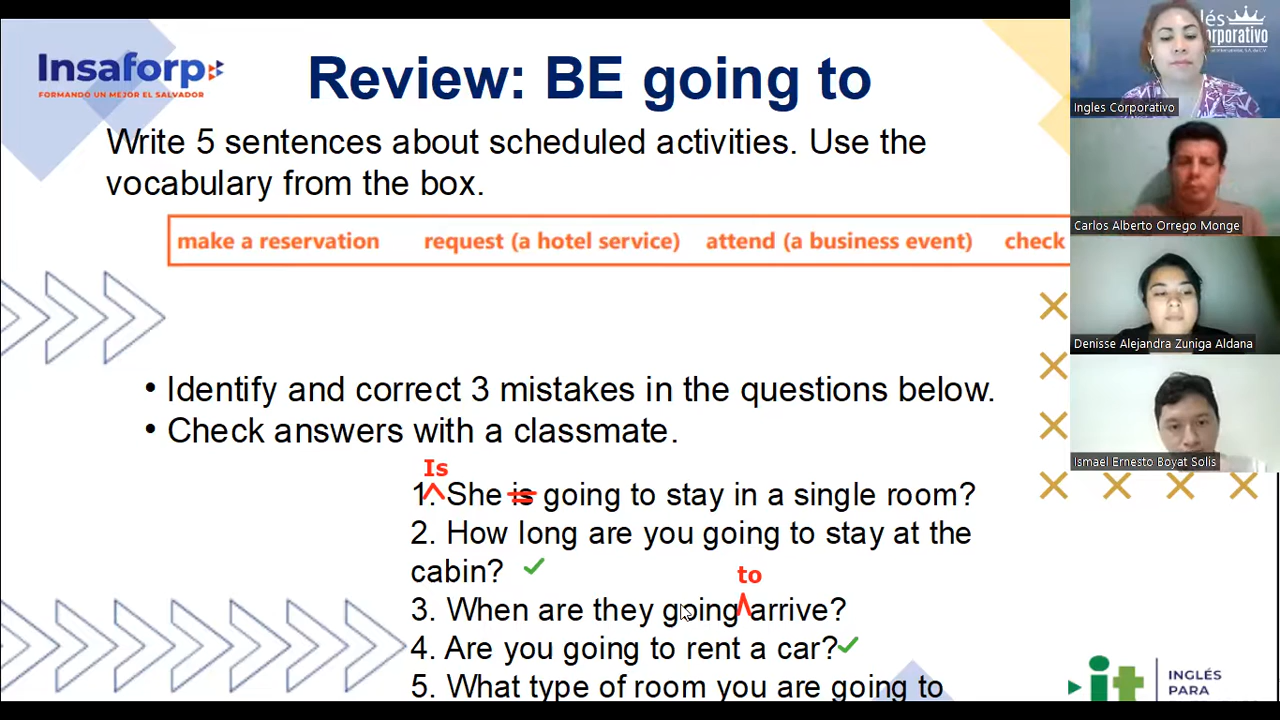 Insaforp
FORMANDO UN MEJOR EL SALVADOR
Review: BE going to
Write 5 sentences about scheduled activities. Use the
vocabulary from the box.
make a reservation request (a hotel service) attend (a business event) check
• Identify and correct 3 mistakes in the questions below.
• Check answers with a classmate.
Is
1. She is going to stay in a single room?
2. How long are you going to stay at the
cabin?
to
3. When are they going arrive?
4. Are you going to rent a car?
5. What type of room you are going to
it
INGLÉS
PARA
Ingles Corporativo
Carlos Alberto Orrego Monge
Denisse Alejandra Zuniga Aldana
Ismael Ernesto Boyat Solis